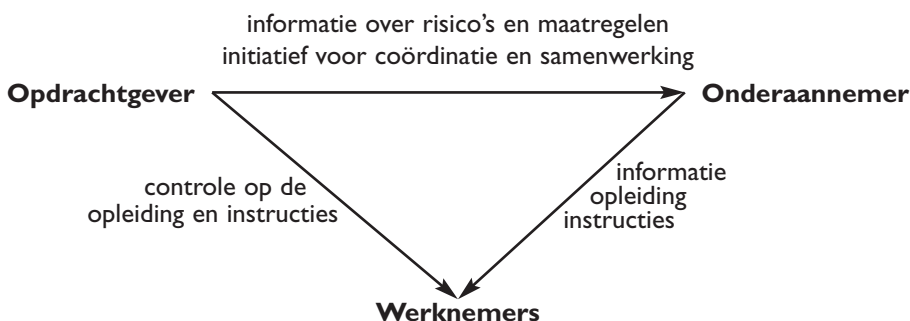 informatie over risico's en maatregelen
initiatief voor coördinatie en samenwerking
Opdrachtgever
Onderaannemer
controle op de
opleiding en instructies
informatie
opleiding
instructies
Werknemers